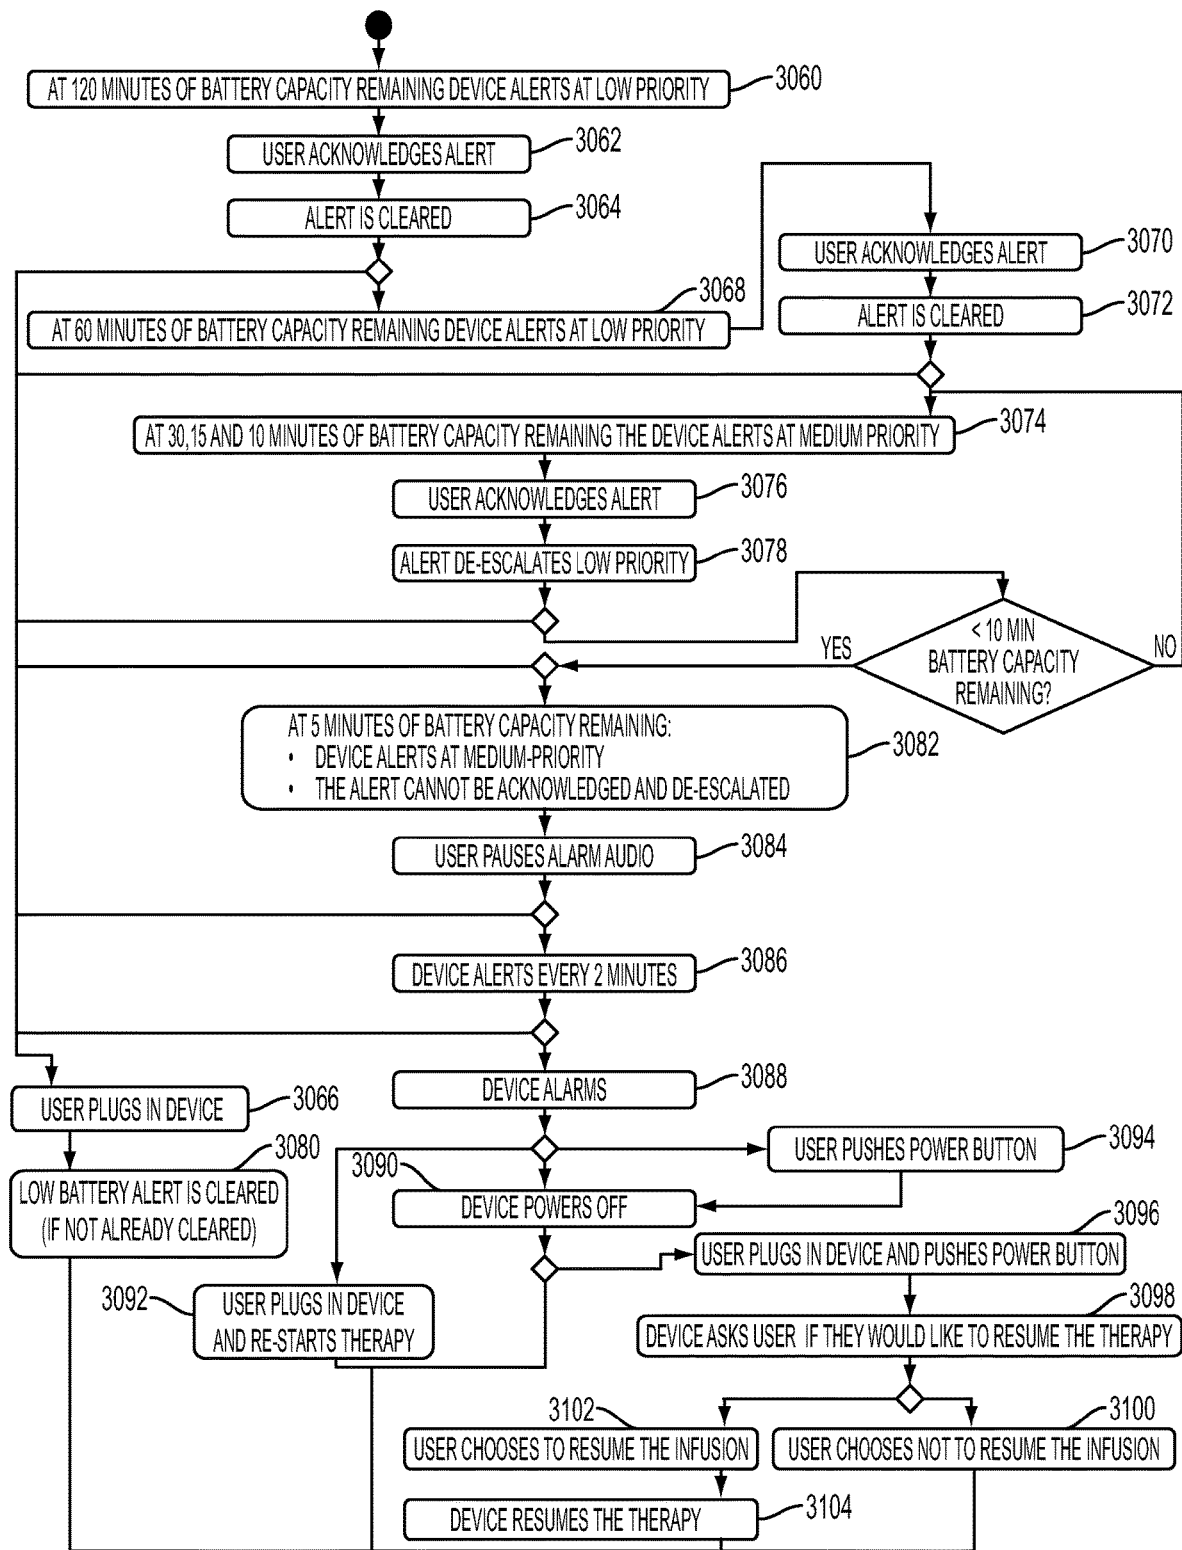 AT 120 MINUTES OF BATTERY CAPACITY REMAINING DEVICE ALERTS AT LOW PRIORITY
3060
USER ACKNOWLEDGES ALERT
3062
ALERT IS CLEARED
3064
USER ACKNOWLEDGES ALERT
3070
3068
AT 60 MINUTES OF BATTERY CAPACITY REMAINING DEVICE ALERTS AT LOW PRIORITY
ALERT IS CLEARED
3072
AT 30,15 AND 10 MINUTES OF BATTERY CAPACITY REMAINING THE DEVICE ALERTS AT MEDIUM PRIORITY
3074
USER ACKNOWLEDGES ALERT
3076
ALERT DE-ESCALATES LOW PRIORITY
3078
YES
< 10 MIN
BATTERY CAPACITY
REMAINING?
NO
AT 5 MINUTES OF BATTERY CAPACITY REMAINING:
• DEVICE ALERTS AT MEDIUM-PRIORITY
• THE ALERT CANNOT BE ACKNOWLEDGED AND DE-ESCALATED
3082
USER PAUSES ALARM AUDIO
3084
DEVICE ALERTS EVERY 2 MINUTES
3086
DEVICE ALARMS
3088
USER PLUGS IN DEVICE
3066
3080
LOW BATTERY ALERT IS CLEARED
(IF NOT ALREADY CLEARED)
USER PUSHES POWER BUTTON
3094
3090
DEVICE POWERS OFF
3096
USER PLUGS IN DEVICE AND PUSHES POWER BUTTON
3092
USER PLUGS IN DEVICE
AND RE-STARTS THERAPY
3098
DEVICE ASKS USER IF THEY WOULD LIKE TO RESUME THE THERAPY
3102
USER CHOOSES TO RESUME THE INFUSION
3100
USER CHOOSES NOT TO RESUME THE INFUSION
DEVICE RESUMES THE THERAPY
3104